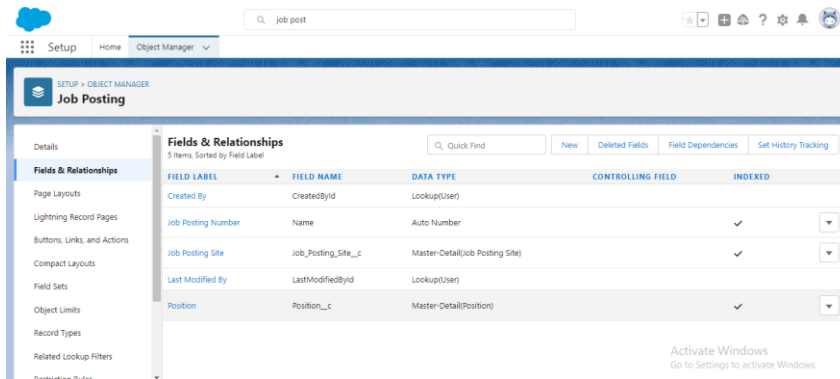 job post
Setup Home Object Manager
SETUP > OBJECT MANAGER
Job Posting
Details
Fields & Relationships
Page Layouts
Lightning Record Pages
Buttons, Links, and Actions
Compact Layouts
Field Sets
Object Limits
Record Types
Related Lookup Filters
Restriction Rules
Fields & Relationships
5 Items, Sorted by Field Label
Quick Find New Deleted Fields Field Dependencies Set History Tracking
FIELD LABEL FIELD NAME DATA TYPE CONTROLLING FIELD INDEXED
Created By CreatedById Lookup(User)
Job Posting Number Name Auto Number
Job Posting Site Job_Posting_Site__c Master-Detail(Job Posting Site)
Last Modified By LastModifiedById Lookup(User)
Position Position__c Master-Detail(Position)
Activate Windows
Go to Settings to activate Windows.